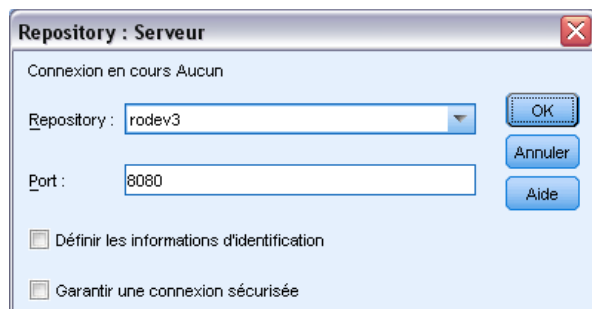 Repository : Serveur
Connexion en cours Aucun
Repository : rodev3
OK
Annuler
Port : 8080
Aide
Définir les informations d'identification
Garantir une connexion sécurisée